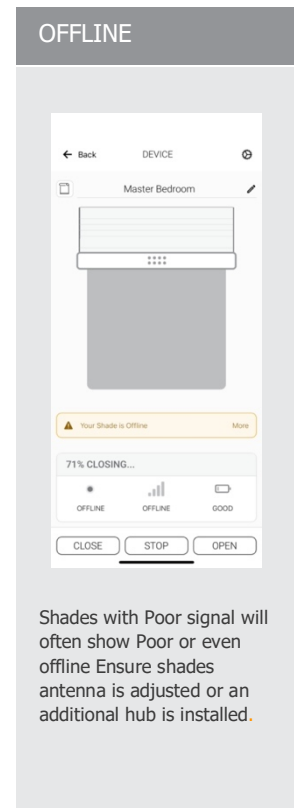 OFFLINE
Back DEVICE
Master Bedroom
Your Shade is Offline More
71% CLOSING...
OFFLINE OFFLINE GOOD
CLOSE STOP OPEN
Shades with Poor signal will
often show Poor or even
offline Ensure shades
antenna is adjusted or an
additional hub is installed.